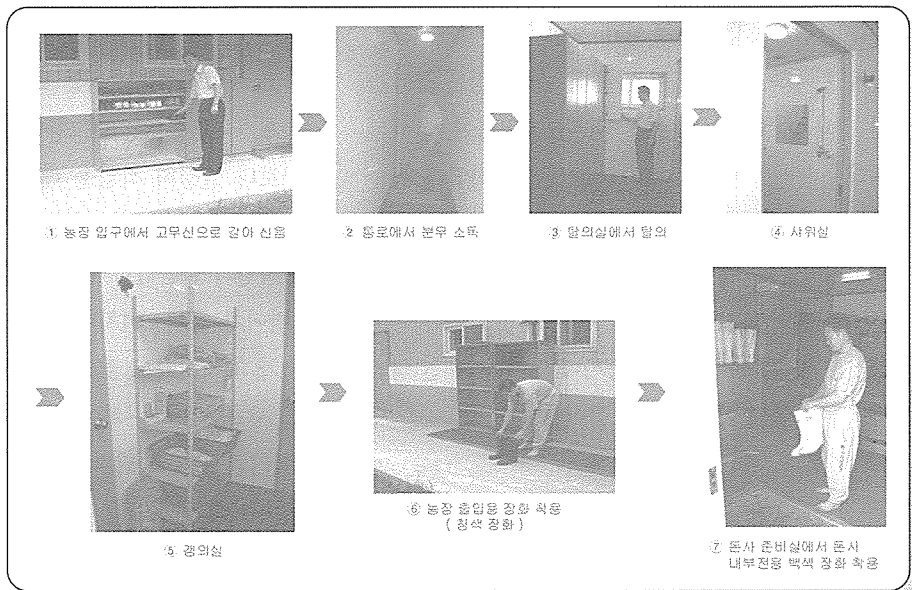 ① 농장 입구에서 고무신으로 갈아 신음
② 통로에서 분무 소독
③ 탈의실에서 탈의
④ 샤워실
⑤ 갱의실
⑥ 농장 출입용 장화 착용
( 청색 장화 )
⑦ 돈사 준비실에서 돈사
내부전용 백색 장화 착용